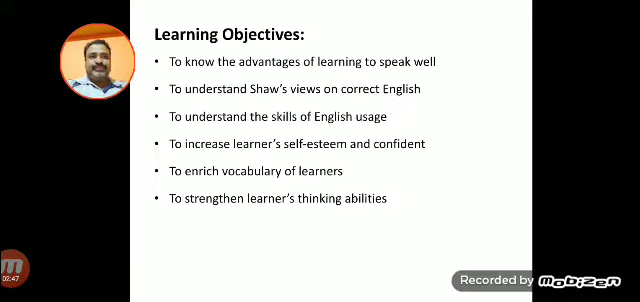 Learning Objectives:
• To know the advantages of learning to speak well
• To understand Shaw's views on correct English
• To understand the skills of English usage
• To increase learner's self-esteem and confident
• To enrich vocabulary of learners
• To strengthen learner's thinking abilities
02:47
Recorded by mobizen